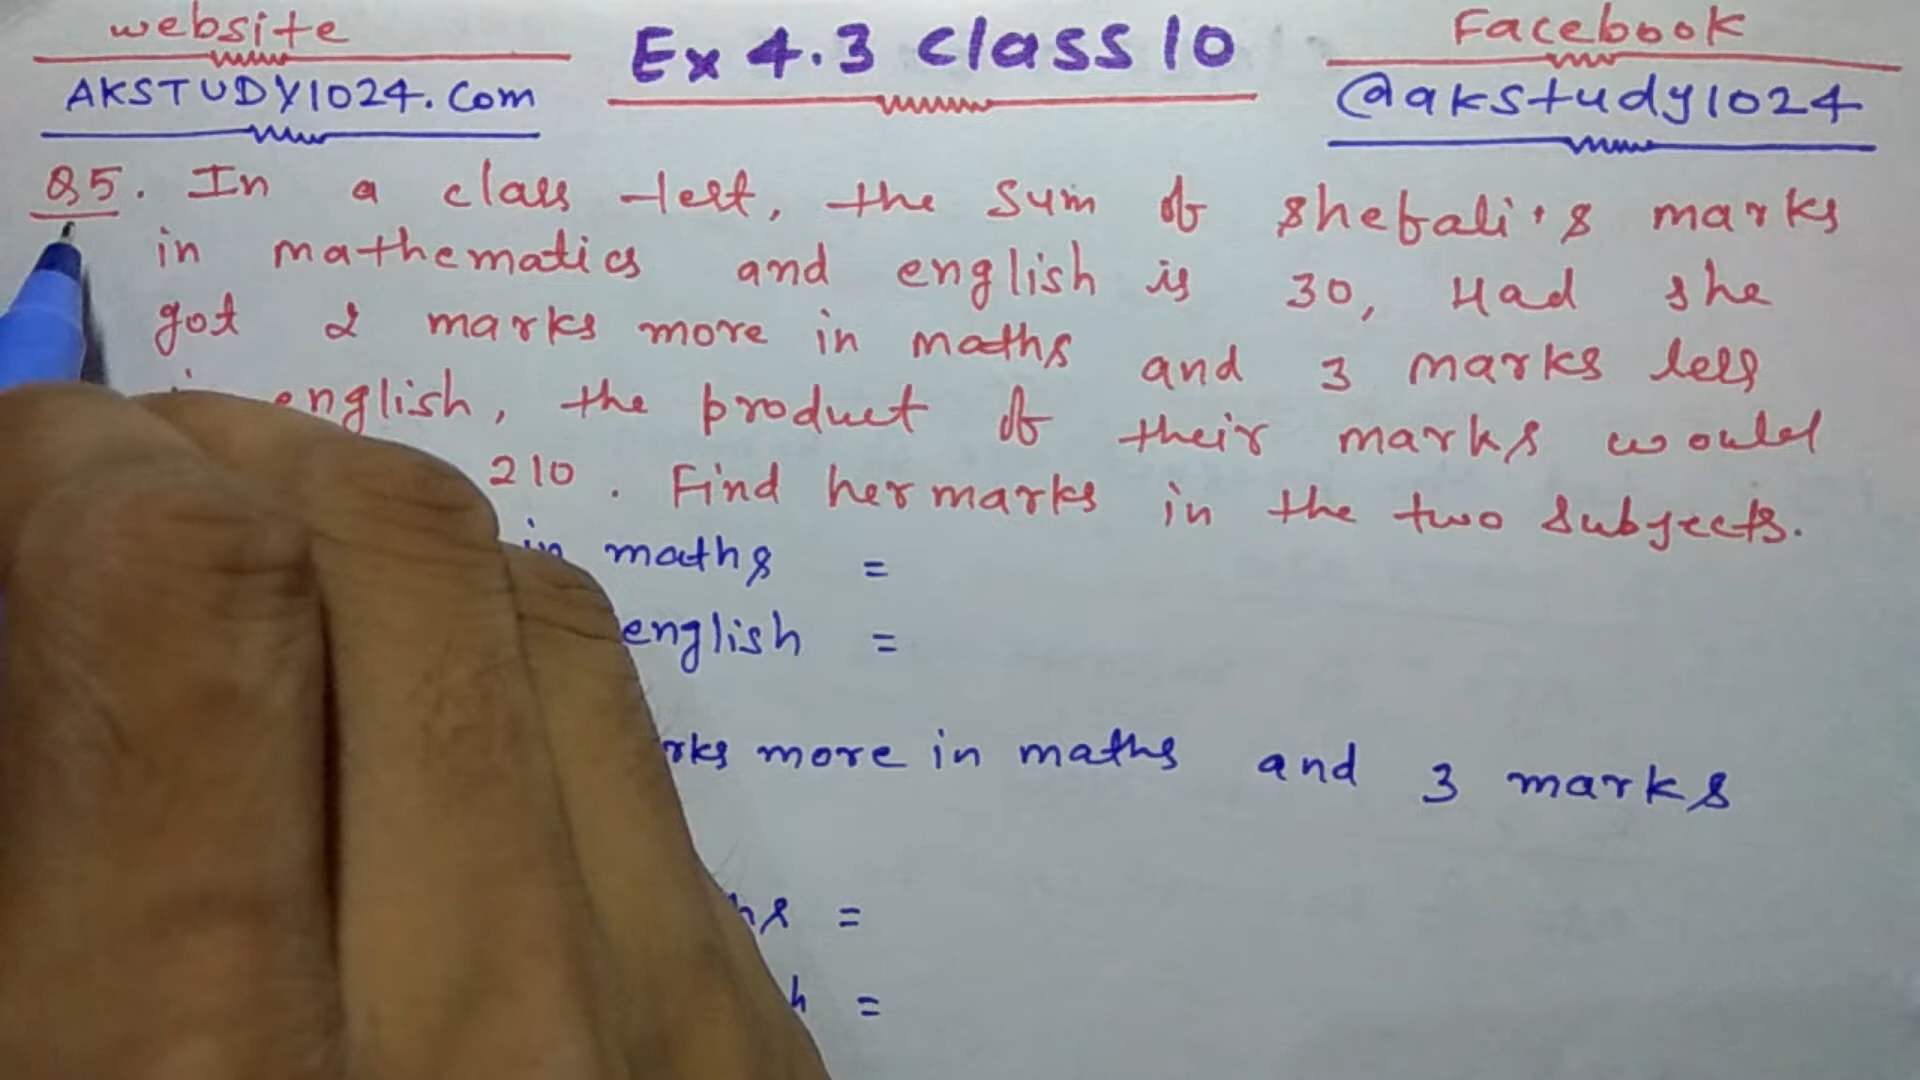 website
Ex 4.3 class 10
Facebook
AKSTUDY1024.Com
@akstudy1024
Q5. In a class test, the sum of shefali's marks
in mathematics and english is 30, Had she
got 2 marks more in maths and 3 marks less
english, the product of their marks would
210. Find her marks in the two subjects.
in maths =
english =
more in maths and 3 marks
=
=